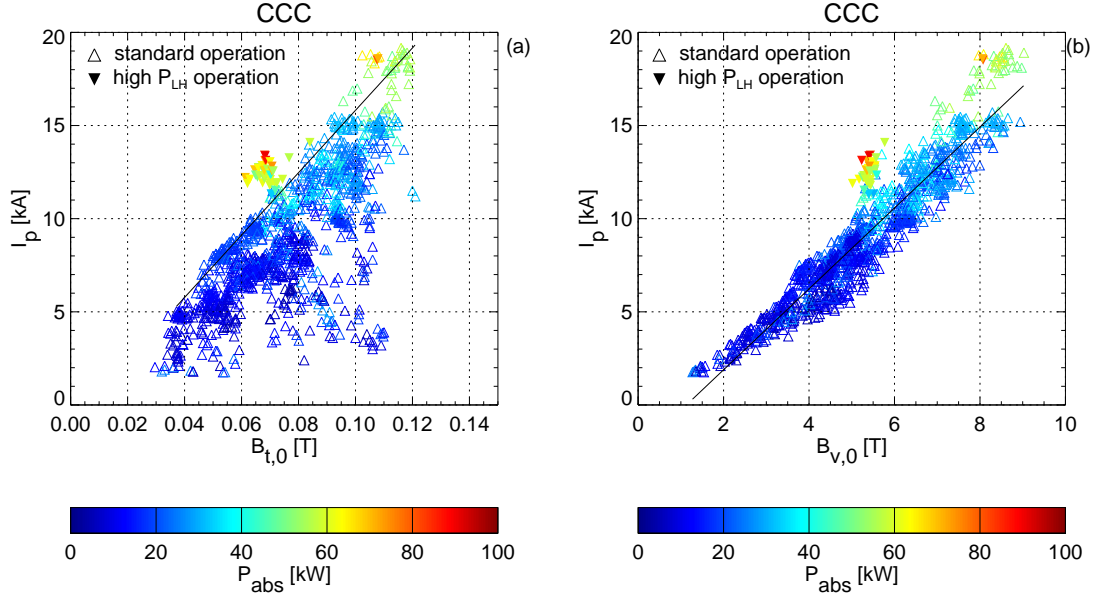 CCC
(a)
△ standard operation
▼ high P_LH operation
I_p [kA]
20
15
10
5
0
0.00 0.02 0.04 0.06 0.08 0.10 0.12 0.14
B_t,0 [T]
0 20 40 60 80 100
P_abs [kW]
CCC
(b)
△ standard operation
▼ high P_LH operation
I_p [kA]
20
15
10
5
0
0 2 4 6 8 10
B_v,0 [T]
0 20 40 60 80 100
P_abs [kW]